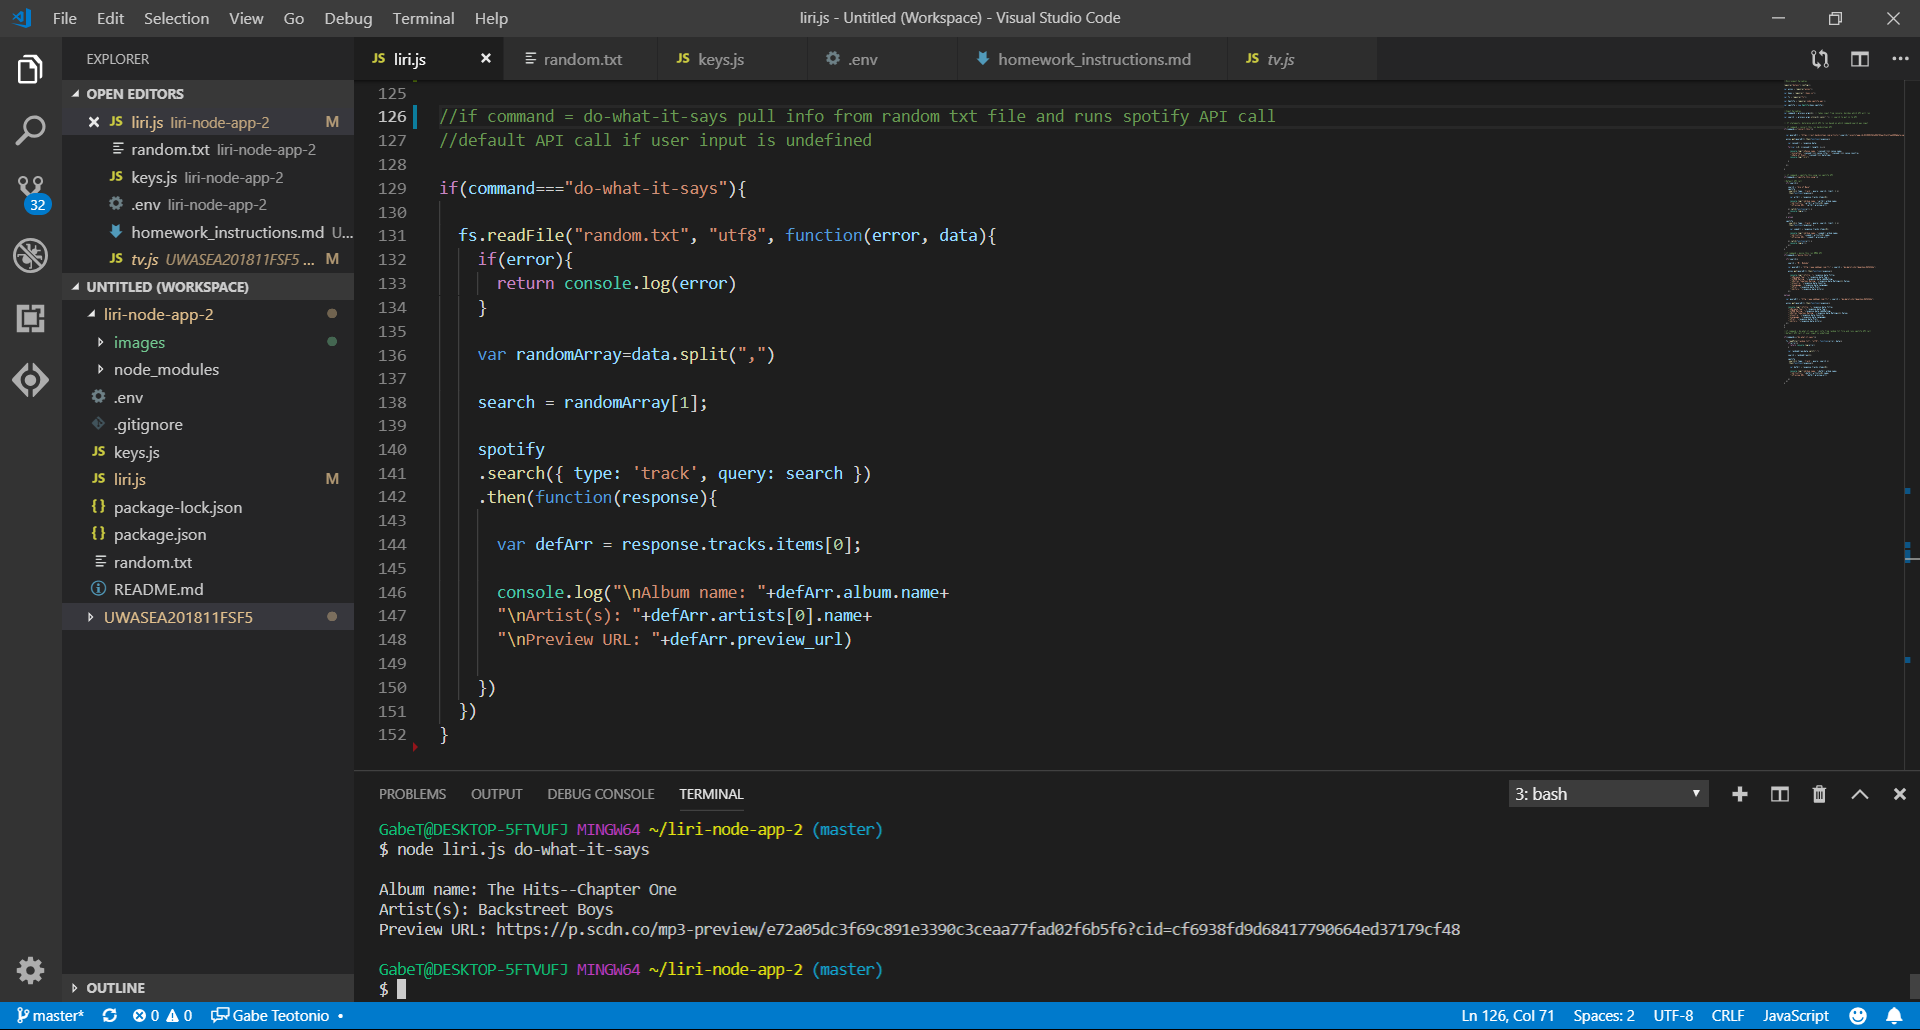 File Edit Selection View Go Debug Terminal Help
liri.js - Untitled (Workspace) - Visual Studio Code
EXPLORER
OPEN EDITORS
JS liri.js liri-node-app-2 M
random.txt liri-node-app-2
JS keys.js liri-node-app-2
.env liri-node-app-2
homework_instructions.md U...
JS tv.js UWASEA201811FSF5 ... M
UNTITLED (WORKSPACE)
liri-node-app-2
images
node_modules
.env
.gitignore
JS keys.js
JS liri.js M
{} package-lock.json
{} package.json
random.txt
README.md
UWASEA201811FSF5
OUTLINE
32
JS liri.js random.txt JS keys.js .env homework_instructions.md JS tv.js
125
126 //if command = do-what-it-says pull info from random txt file and runs spotify API call
127 //default API call if user input is undefined
128
129 if(command==="do-what-it-says"){
130
131 fs.readFile("random.txt", "utf8", function(error, data){
132 if(error){
133 return console.log(error)
134 }
135
136 var randomArray=data.split(",")
137
138 search = randomArray[1];
139
140 spotify
141 .search({ type: 'track', query: search })
142 .then(function(response){
143
144 var defArr = response.tracks.items[0];
145
146 console.log("\nAlbum name: "+defArr.album.name+
147 "\nArtist(s): "+defArr.artists[0].name+
148 "\nPreview URL: "+defArr.preview_url)
149
150 })
151 })
152 }
PROBLEMS OUTPUT DEBUG CONSOLE TERMINAL
3: bash
GabeT@DESKTOP-5FTVUFJ MINGW64 ~/liri-node-app-2 (master)
$ node liri.js do-what-it-says
Album name: The Hits--Chapter One
Artist(s): Backstreet Boys
Preview URL: https://p.scdn.co/mp3-preview/e72a05dc3f69c891e3390c3ceaa77fad02f6b5f6?cid=cf6938fd9d68417790664ed37179cf48
GabeT@DESKTOP-5FTVUFJ MINGW64 ~/liri-node-app-2 (master)
$
master* 0 0 Gabe Teotonio •
Ln 126, Col 71 Spaces: 2 UTF-8 CRLF JavaScript